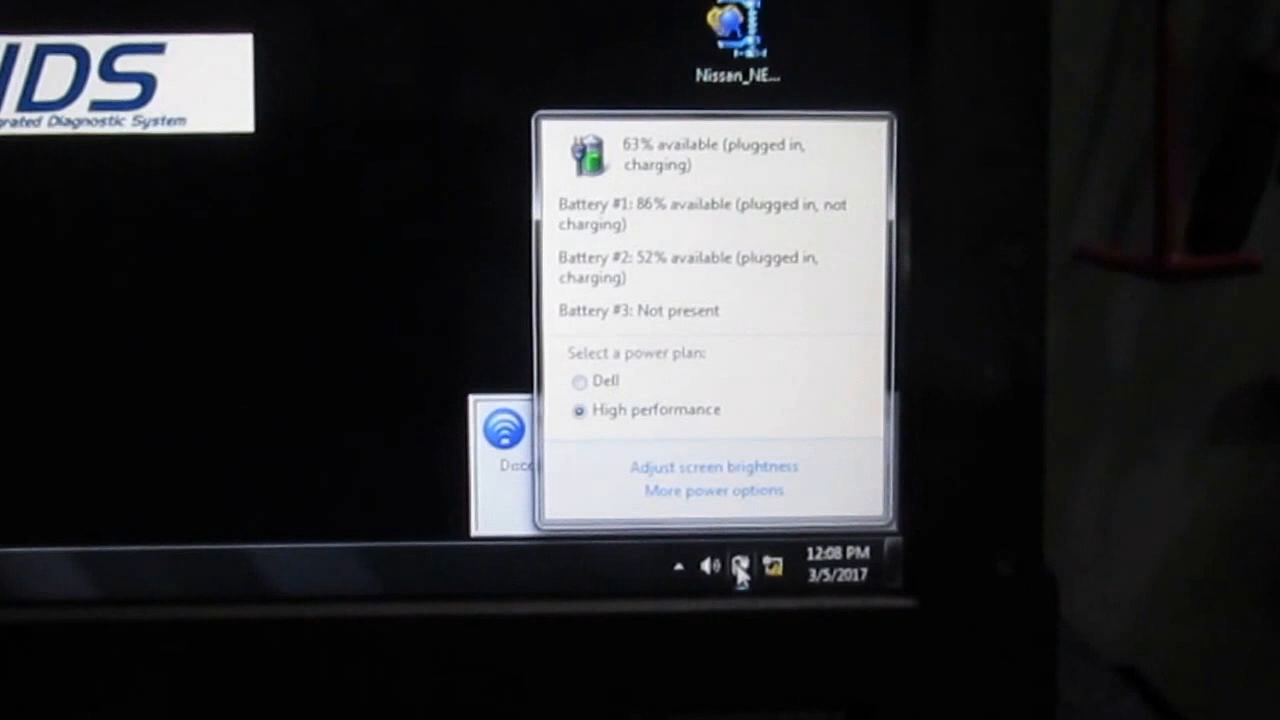 IDS
grated Diagnostic System
Nissan_NE...
63% available (plugged in,
charging)
Battery #1: 86% available (plugged in, not
charging)
Battery #2: 52% available (plugged in,
charging)
Battery #3: Not present
Select a power plan:
Dell
High performance
Adjust screen brightness
More power options
12:08 PM
3/5/2017